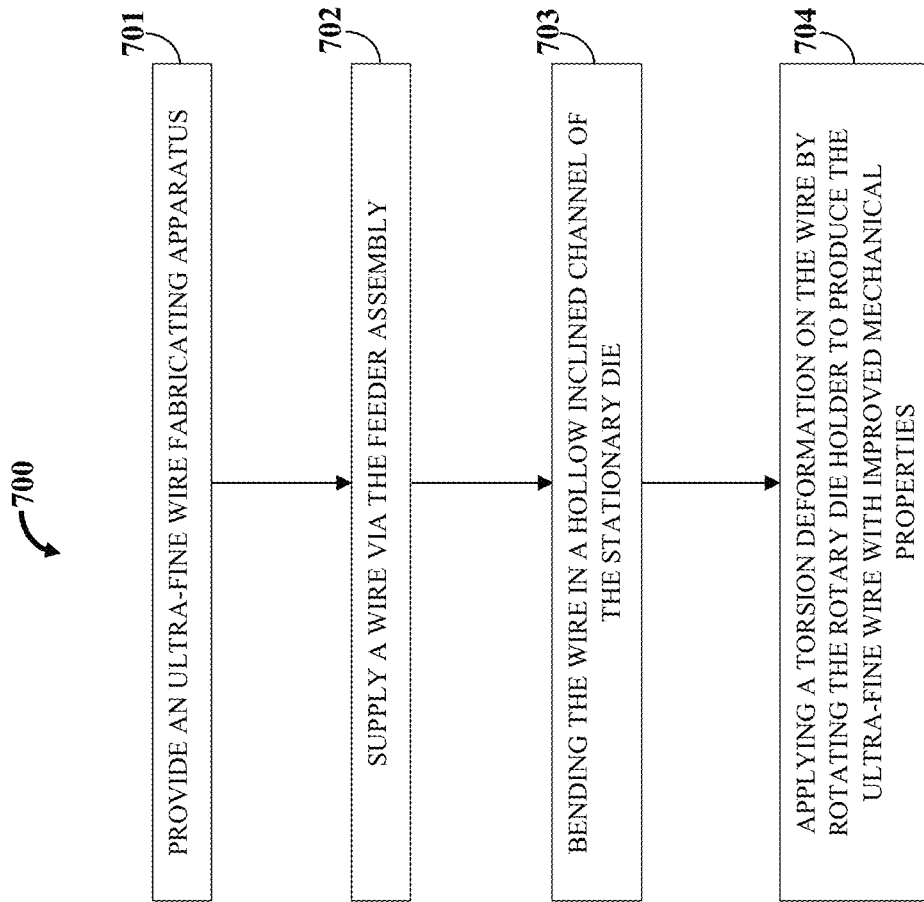 700
701
PROVIDE AN ULTRA-FINE WIRE FABRICATING APPARATUS
702
SUPPLY A WIRE VIA THE FEEDER ASSEMBLY
703
BENDING THE WIRE IN A HOLLOW INCLINED CHANNEL OF
THE STATIONARY DIE
704
APPLYING A TORSION DEFORMATION ON THE WIRE BY
ROTATING THE ROTARY DIE HOLDER TO PRODUCE THE
ULTRA-FINE WIRE WITH IMPROVED MECHANICAL
PROPERTIES